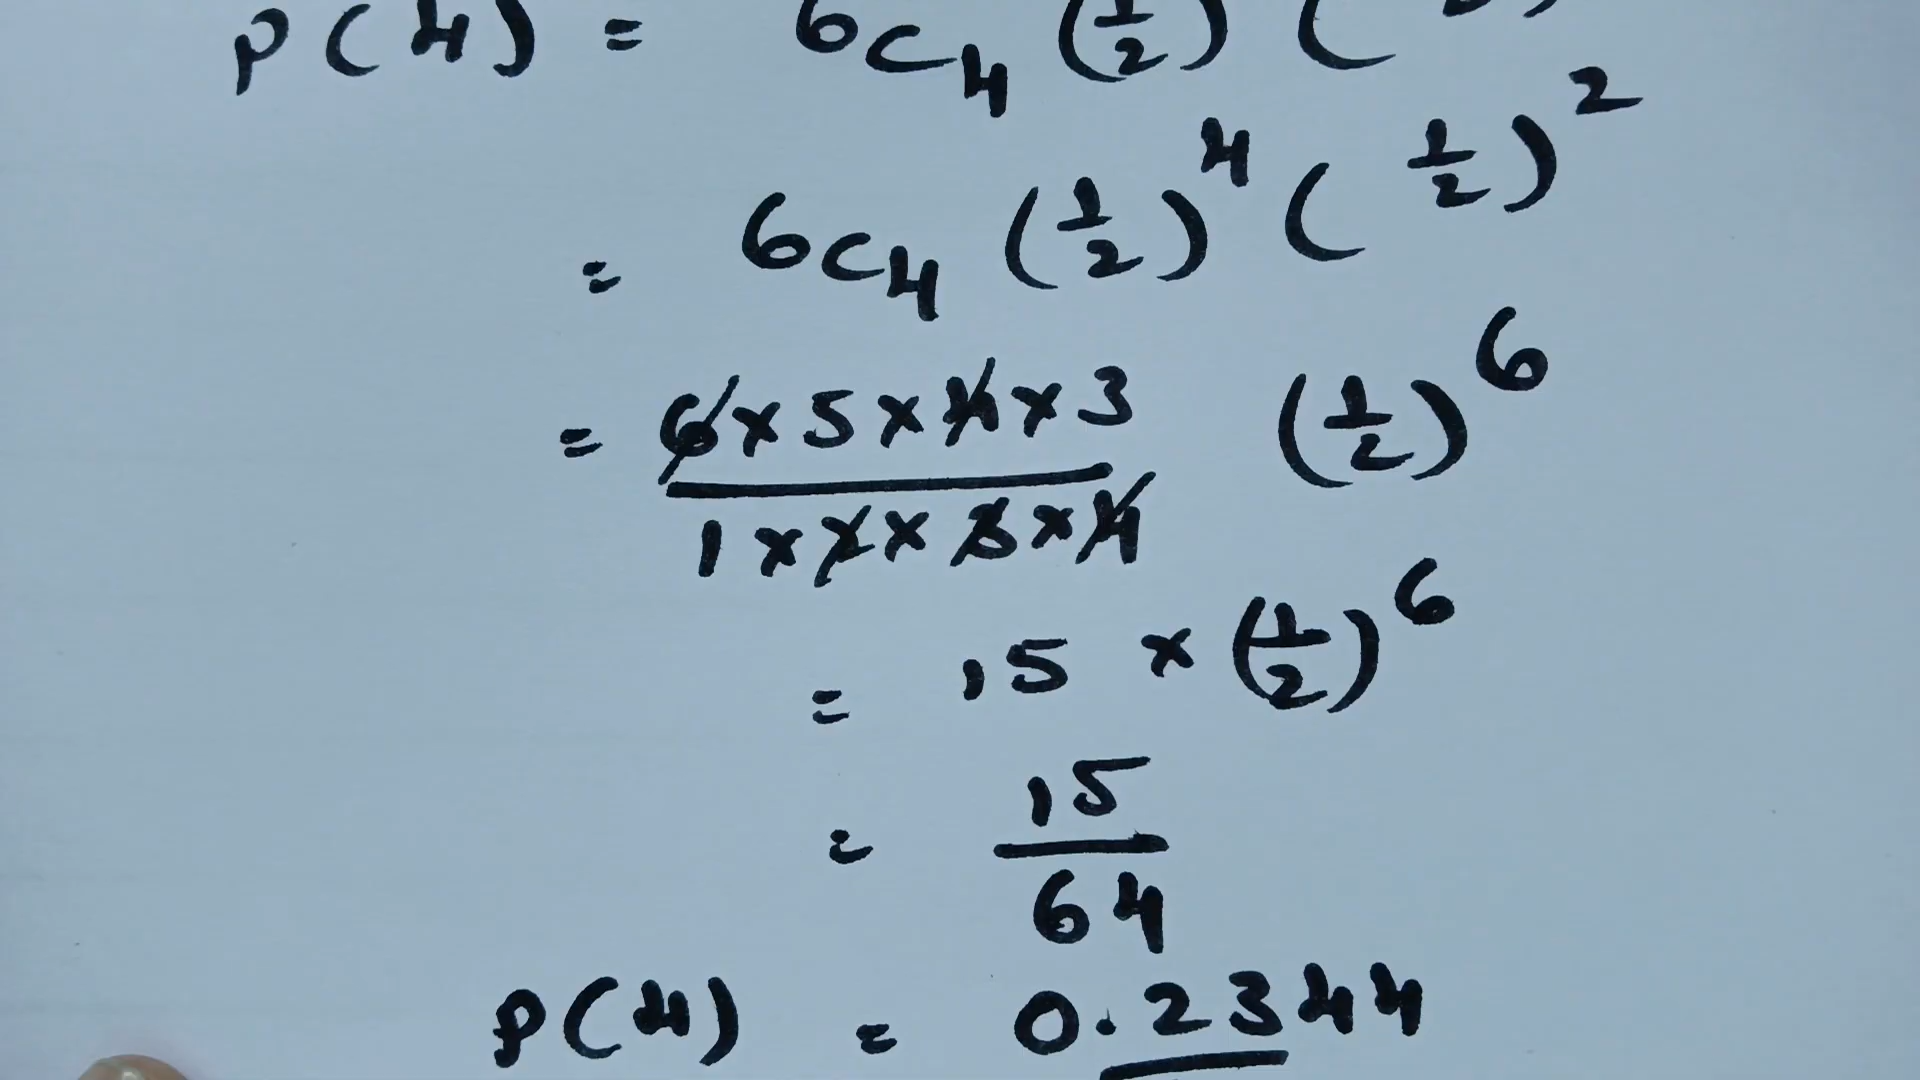 P(4) = 6C4 (1/2) (
= 6C4 (1/2)^4 (1/2)^2
= 6×5×4×3 / 1×2×3×4 (1/2)^6
= 15 × (1/2)^6
= 15/64
P(4) = 0.2344